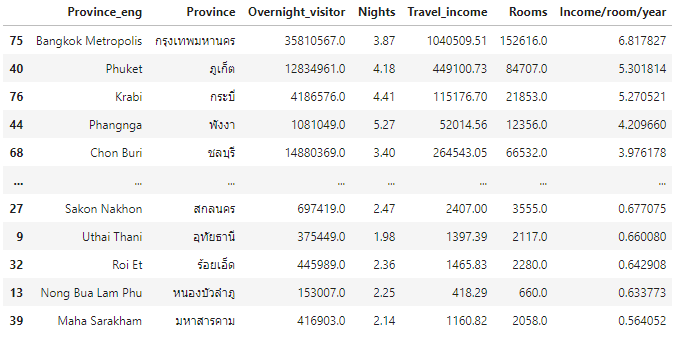 Province_eng Province Overnight_visitor Nights Travel_income Rooms Income/room/year
75 Bangkok Metropolis กรุงเทพมหานคร 35810567.0 3.87 1040509.51 152616.0 6.817827
40 Phuket ภูเก็ต 12834961.0 4.18 449100.73 84707.0 5.301814
76 Krabi กระบี่ 4186576.0 4.41 115176.70 21853.0 5.270521
44 Phangnga พังงา 1081049.0 5.27 52014.56 12356.0 4.209660
68 Chon Buri ชลบุรี 14880369.0 3.40 264543.05 66532.0 3.976178
... ... ... ... ... ... ... ...
27 Sakon Nakhon สกลนคร 697419.0 2.47 2407.00 3555.0 0.677075
9 Uthai Thani อุทัยธานี 375449.0 1.98 1397.39 2117.0 0.660080
32 Roi Et ร้อยเอ็ด 445989.0 2.36 1465.83 2280.0 0.642908
13 Nong Bua Lam Phu หนองบัวลำภู 153007.0 2.25 418.29 660.0 0.633773
39 Maha Sarakham มหาสารคาม 416903.0 2.14 1160.82 2058.0 0.564052